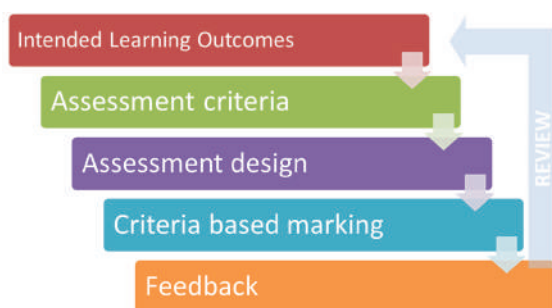 Intended Learning Outcomes
Assessment criteria
Assessment design
Criteria based marking
Feedback
REVIEW